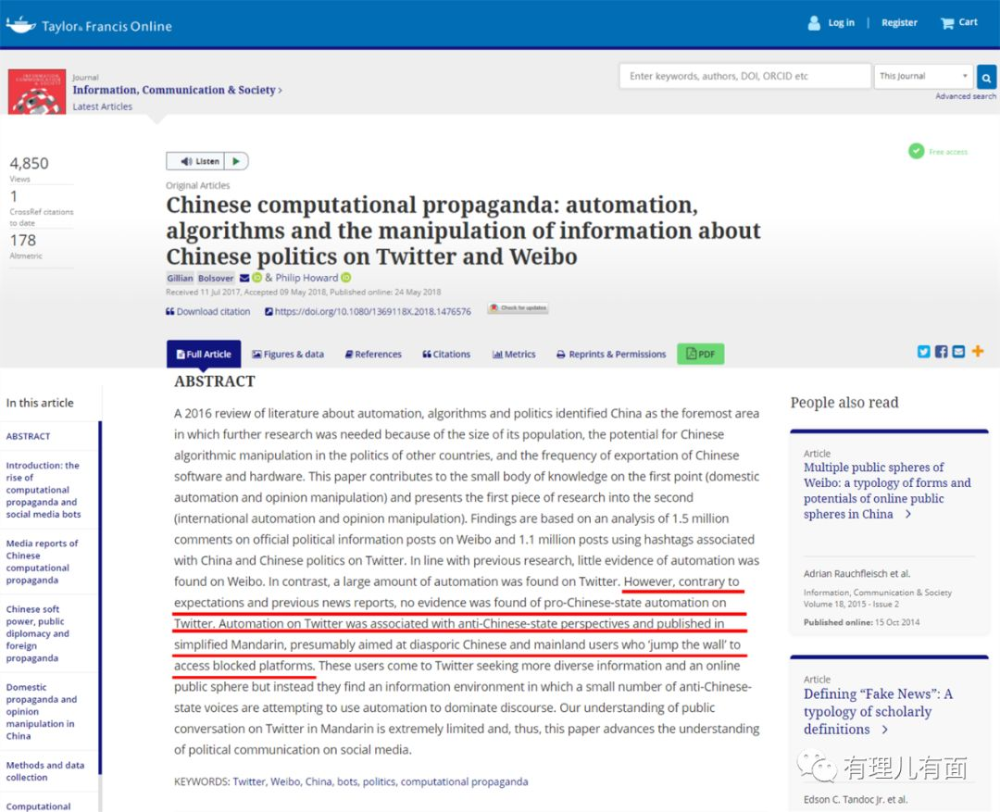 Taylor & Francis Online
Log in | Register Cart
INFORMATION, COMMUNICATION & SOCIETY
Journal
Information, Communication & Society ›
Latest Articles
Enter keywords, authors, DOI, ORCID etc
This Journal
Advanced search
4,850
Views
1
CrossRef citations
to date
178
Altmetric
Listen
Free access
Original Articles
Chinese computational propaganda: automation,
algorithms and the manipulation of information about
Chinese politics on Twitter and Weibo
Gillian Bolsover & Philip Howard
Received 11 Jul 2017, Accepted 09 May 2018, Published online: 24 May 2018
Download citation https://doi.org/10.1080/1369118X.2018.1476576 Check for updates
Full Article Figures & data References Citations Metrics Reprints & Permissions PDF
In this article
ABSTRACT
Introduction: the
rise of
computational
propaganda and
social media bots
Media reports of
Chinese
computational
propaganda
Chinese soft
power, public
diplomacy and
foreign
propaganda
Domestic
propaganda and
opinion
manipulation in
China
Methods and data
collection
Computational
ABSTRACT
A 2016 review of literature about automation, algorithms and politics identified China as the foremost area
in which further research was needed because of the size of its population, the potential for Chinese
algorithmic manipulation in the politics of other countries, and the frequency of exportation of Chinese
software and hardware. This paper contributes to the small body of knowledge on the first point (domestic
automation and opinion manipulation) and presents the first piece of research into the second
(international automation and opinion manipulation). Findings are based on an analysis of 1.5 million
comments on official political information posts on Weibo and 1.1 million posts using hashtags associated
with China and Chinese politics on Twitter. In line with previous research, little evidence of automation was
found on Weibo. In contrast, a large amount of automation was found on Twitter. However, contrary to
expectations and previous news reports, no evidence was found of pro-Chinese-state automation on
Twitter. Automation on Twitter was associated with anti-Chinese-state perspectives and published in
simplified Mandarin, presumably aimed at diasporic Chinese and mainland users who ‘jump the wall’ to
access blocked platforms. These users come to Twitter seeking more diverse information and an online
public sphere but instead they find an information environment in which a small number of anti-Chinese-
state voices are attempting to use automation to dominate discourse. Our understanding of public
conversation on Twitter in Mandarin is extremely limited and, thus, this paper advances the understanding
of political communication on social media.
KEYWORDS: Twitter, Weibo, China, bots, politics, computational propaganda
People also read
Article
Multiple public spheres of
Weibo: a typology of forms and
potentials of online public
spheres in China ›
Adrian Rauchfleisch et al.
Information, Communication & Society
Volume 18, 2015 - Issue 2
Published online: 15 Oct 2014
Article
Defining “Fake News”: A
typology of scholarly
definitions ›
Edson C. Tandoc Jr. et al.
有理儿有面